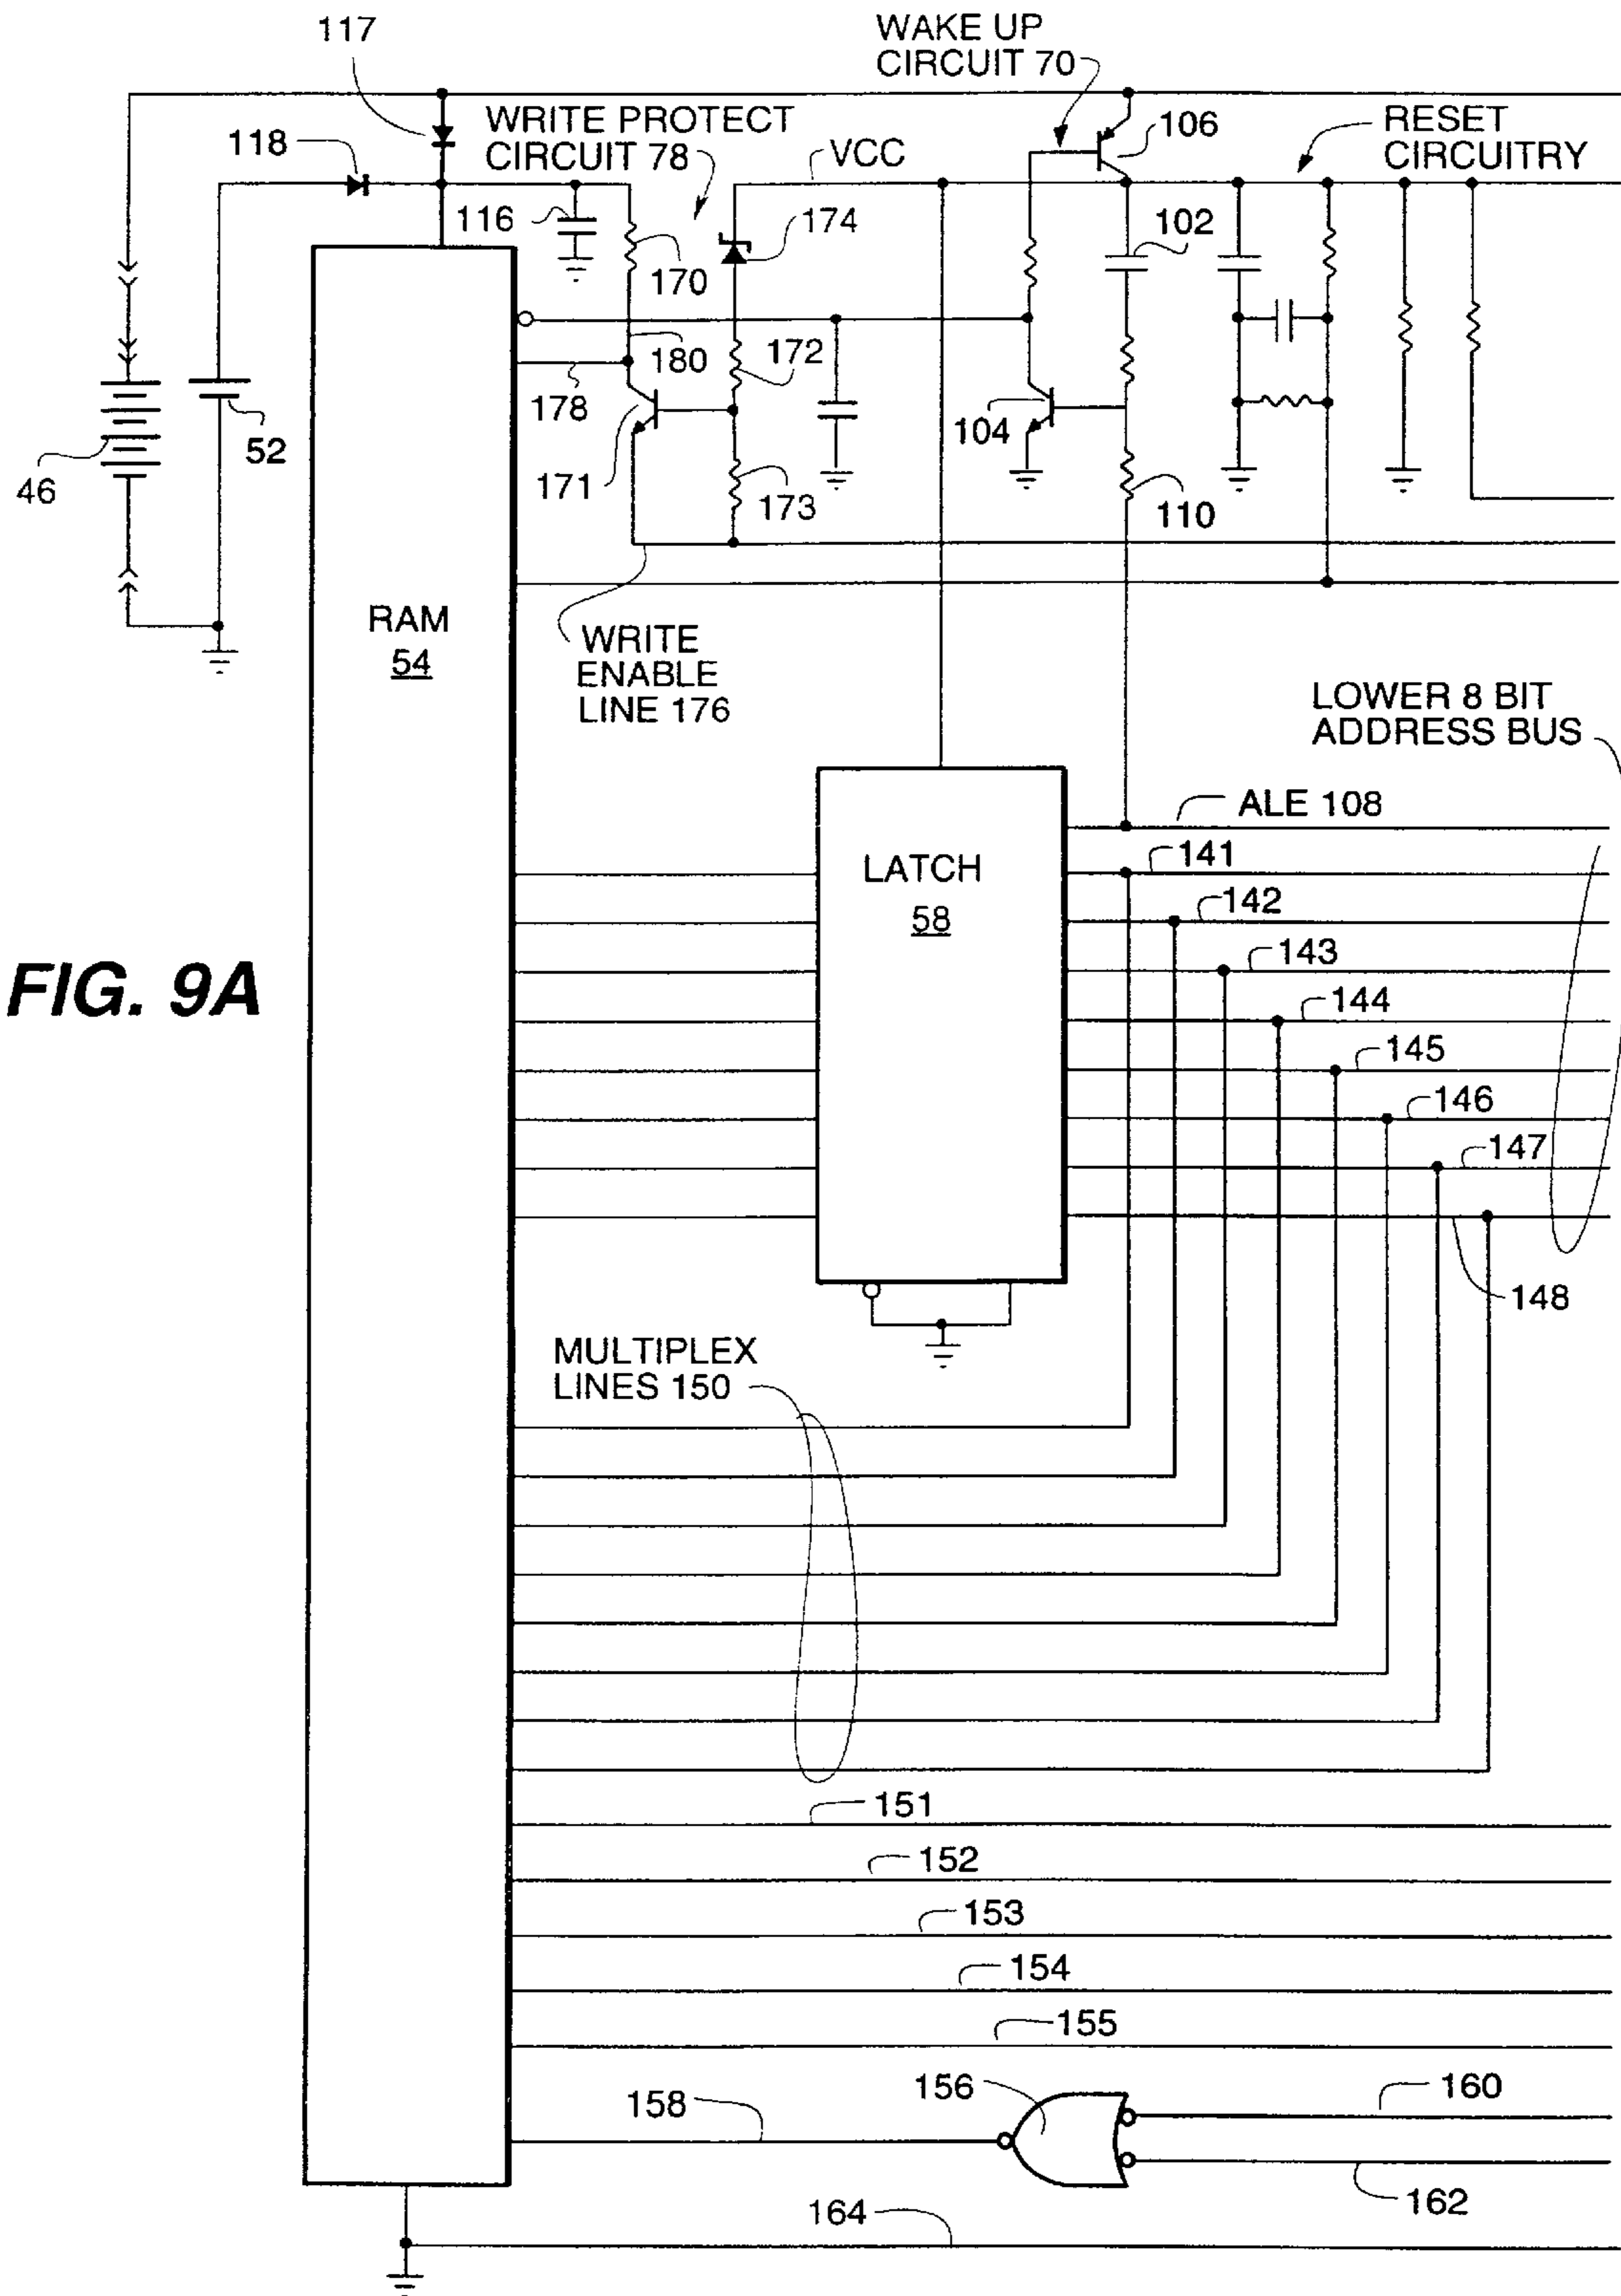 117
WAKE UP
CIRCUIT 70
118
WRITE PROTECT
CIRCUIT 78
VCC
106
RESET
CIRCUITRY
116
170
174
102
180
172
178
104
46
52
171
173
110
RAM
54
WRITE
ENABLE
LINE 176
LOWER 8 BIT
ADDRESS BUS
ALE 108
LATCH
58
141
142
143
FIG. 9A
144
145
146
147
148
MULTIPLEX
LINES 150
151
152
153
154
155
156
158
160
162
164